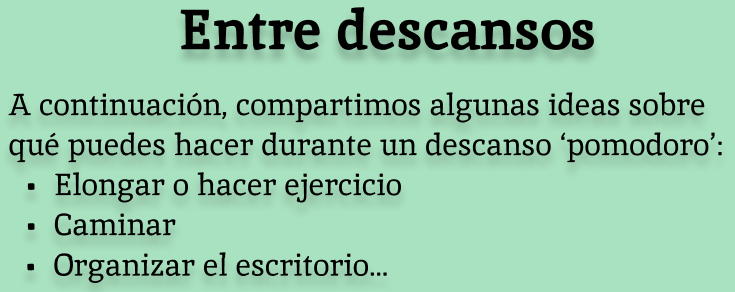 Entre descansos
A continuación, compartimos algunas ideas sobre
qué puedes hacer durante un descanso ‘pomodoro’:
▪ Elongar o hacer ejercicio
▪ Caminar
▪ Organizar el escritorio...